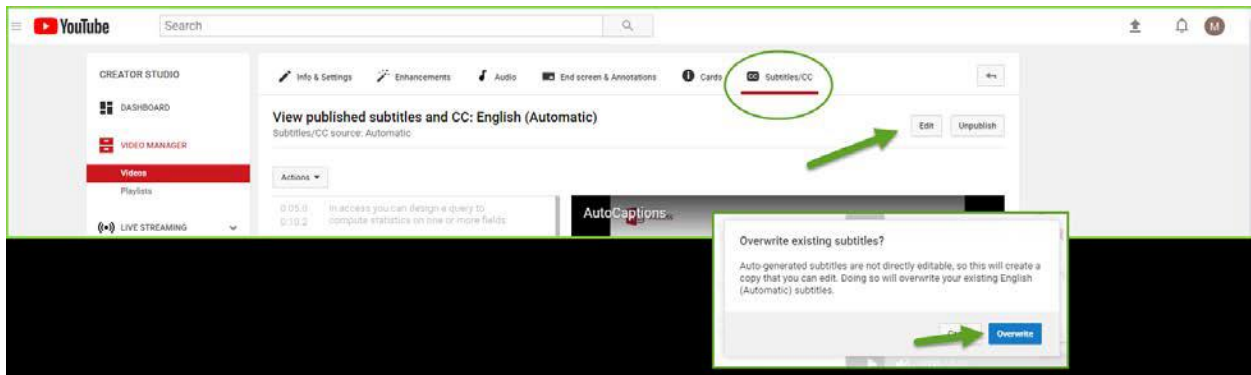 YouTube
Search
M
CREATOR STUDIO
Info & Settings
Enhancements
Audio
End screen & Annotations
Cards
CC
Subtitles/CC
DASHBOARD
View published subtitles and CC: English (Automatic)
Subtitles/CC source: Automatic
Edit
Unpublish
VIDEO MANAGER
Videos
Playlists
Actions
0:05.0
In access you can design a query to
0:10.2
compute statistics on one or more fields
LIVE STREAMING
AutoCaptions
Overwrite existing subtitles?
Auto-generated subtitles are not directly editable, so this will create a
copy that you can edit. Doing so will overwrite your existing English
(Automatic) subtitles.
Overwrite